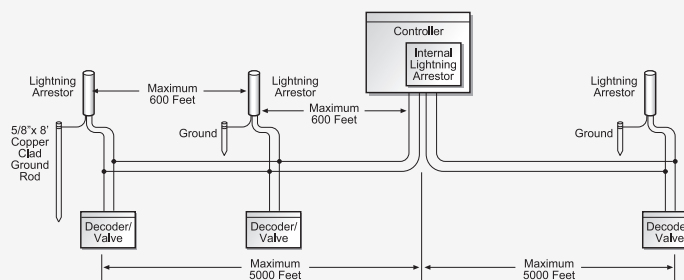 Controller
Internal
Lightning
Arrestor
Lightning
Arrestor
Maximum
600 Feet
Lightning
Arrestor
Maximum
600 Feet
Lightning
Arrestor
5/8"x 8'
Copper
Clad
Ground
Rod
Ground
Ground
Decoder/
Valve
Decoder/
Valve
Decoder/
Valve
Maximum
5000 Feet
Maximum
5000 Feet